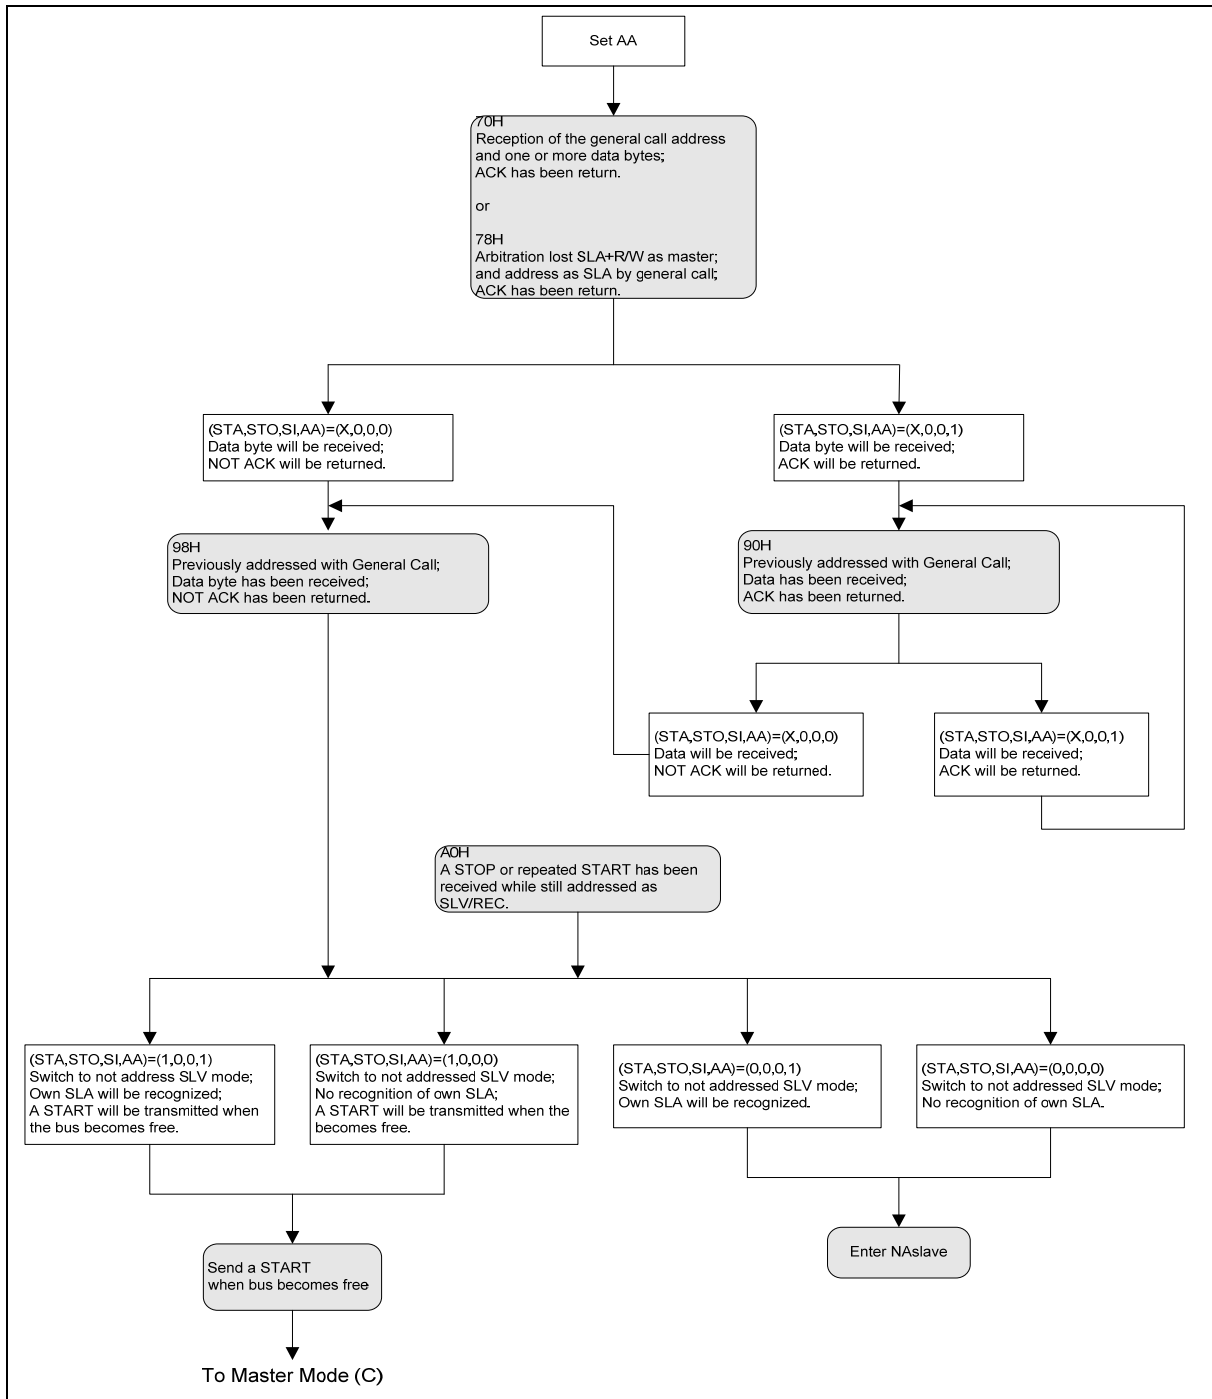 Set AA
70H
Reception of the general call address
and one or more data bytes;
ACK has been return.
or
78H
Arbitration lost SLA+R/W as master;
and address as SLA by general call;
ACK has been return.
(STA,STO,SI,AA)=(X,0,0,0)
Data byte will be received;
NOT ACK will be returned.
(STA,STO,SI,AA)=(X,0,0,1)
Data byte will be received;
ACK will be returned.
98H
Previously addressed with General Call;
Data byte has been received;
NOT ACK has been returned.
90H
Previously addressed with General Call;
Data has been received;
ACK has been returned.
(STA,STO,SI,AA)=(X,0,0,0)
Data will be received;
NOT ACK will be returned.
(STA,STO,SI,AA)=(X,0,0,1)
Data will be received;
ACK will be returned.
A0H
A STOP or repeated START has been
received while still addressed as
SLV/REC.
(STA,STO,SI,AA)=(1,0,0,1)
Switch to not address SLV mode;
Own SLA will be recognized;
A START will be transmitted when
the bus becomes free.
(STA,STO,SI,AA)=(1,0,0,0)
Switch to not addressed SLV mode;
No recognition of own SLA;
A START will be transmitted when the
becomes free.
(STA,STO,SI,AA)=(0,0,0,1)
Switch to not addressed SLV mode;
Own SLA will be recognized.
(STA,STO,SI,AA)=(0,0,0,0)
Switch to not addressed SLV mode;
No recognition of own SLA.
Send a START
when bus becomes free
Enter NAslave
To Master Mode (C)